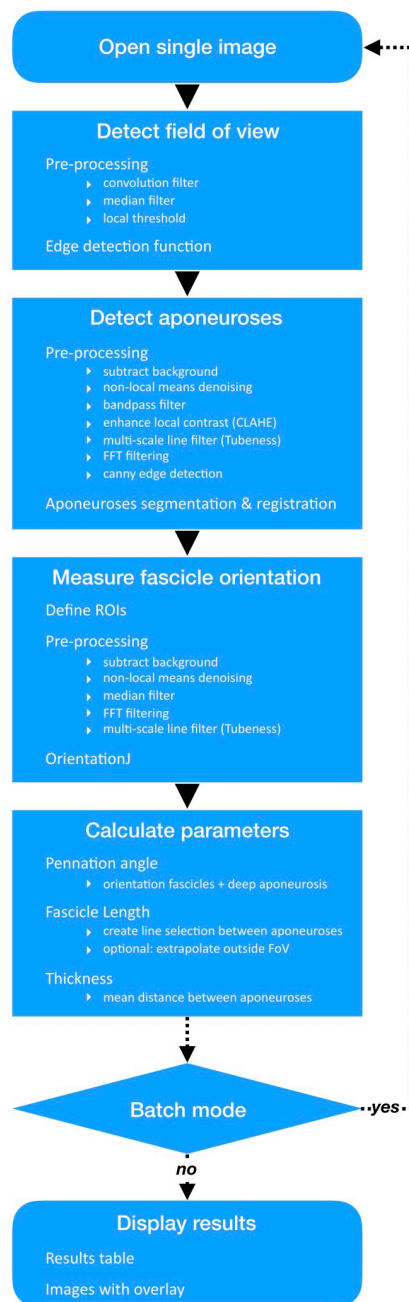 Open single image
Detect field of view
Pre-processing
convolution filter
median filter
local threshold
Edge detection function
Detect aponeuroses
Pre-processing
subtract background
non-local means denoising
bandpass filter
enhance local contrast (CLAHE)
multi-scale line filter (Tubeness)
FFT filtering
canny edge detection
Aponeuroses segmentation & registration
Measure fascicle orientation
Define ROIs
Pre-processing
subtract background
non-local means denoising
median filter
FFT filtering
multi-scale line filter (Tubeness)
OrientationJ
Calculate parameters
Pennation angle
orientation fascicles + deep aponeurosis
Fascicle Length
create line selection between aponeuroses
optional: extrapolate outside FoV
Thickness
mean distance between aponeuroses
Batch mode
yes
no
Display results
Results table
Images with overlay